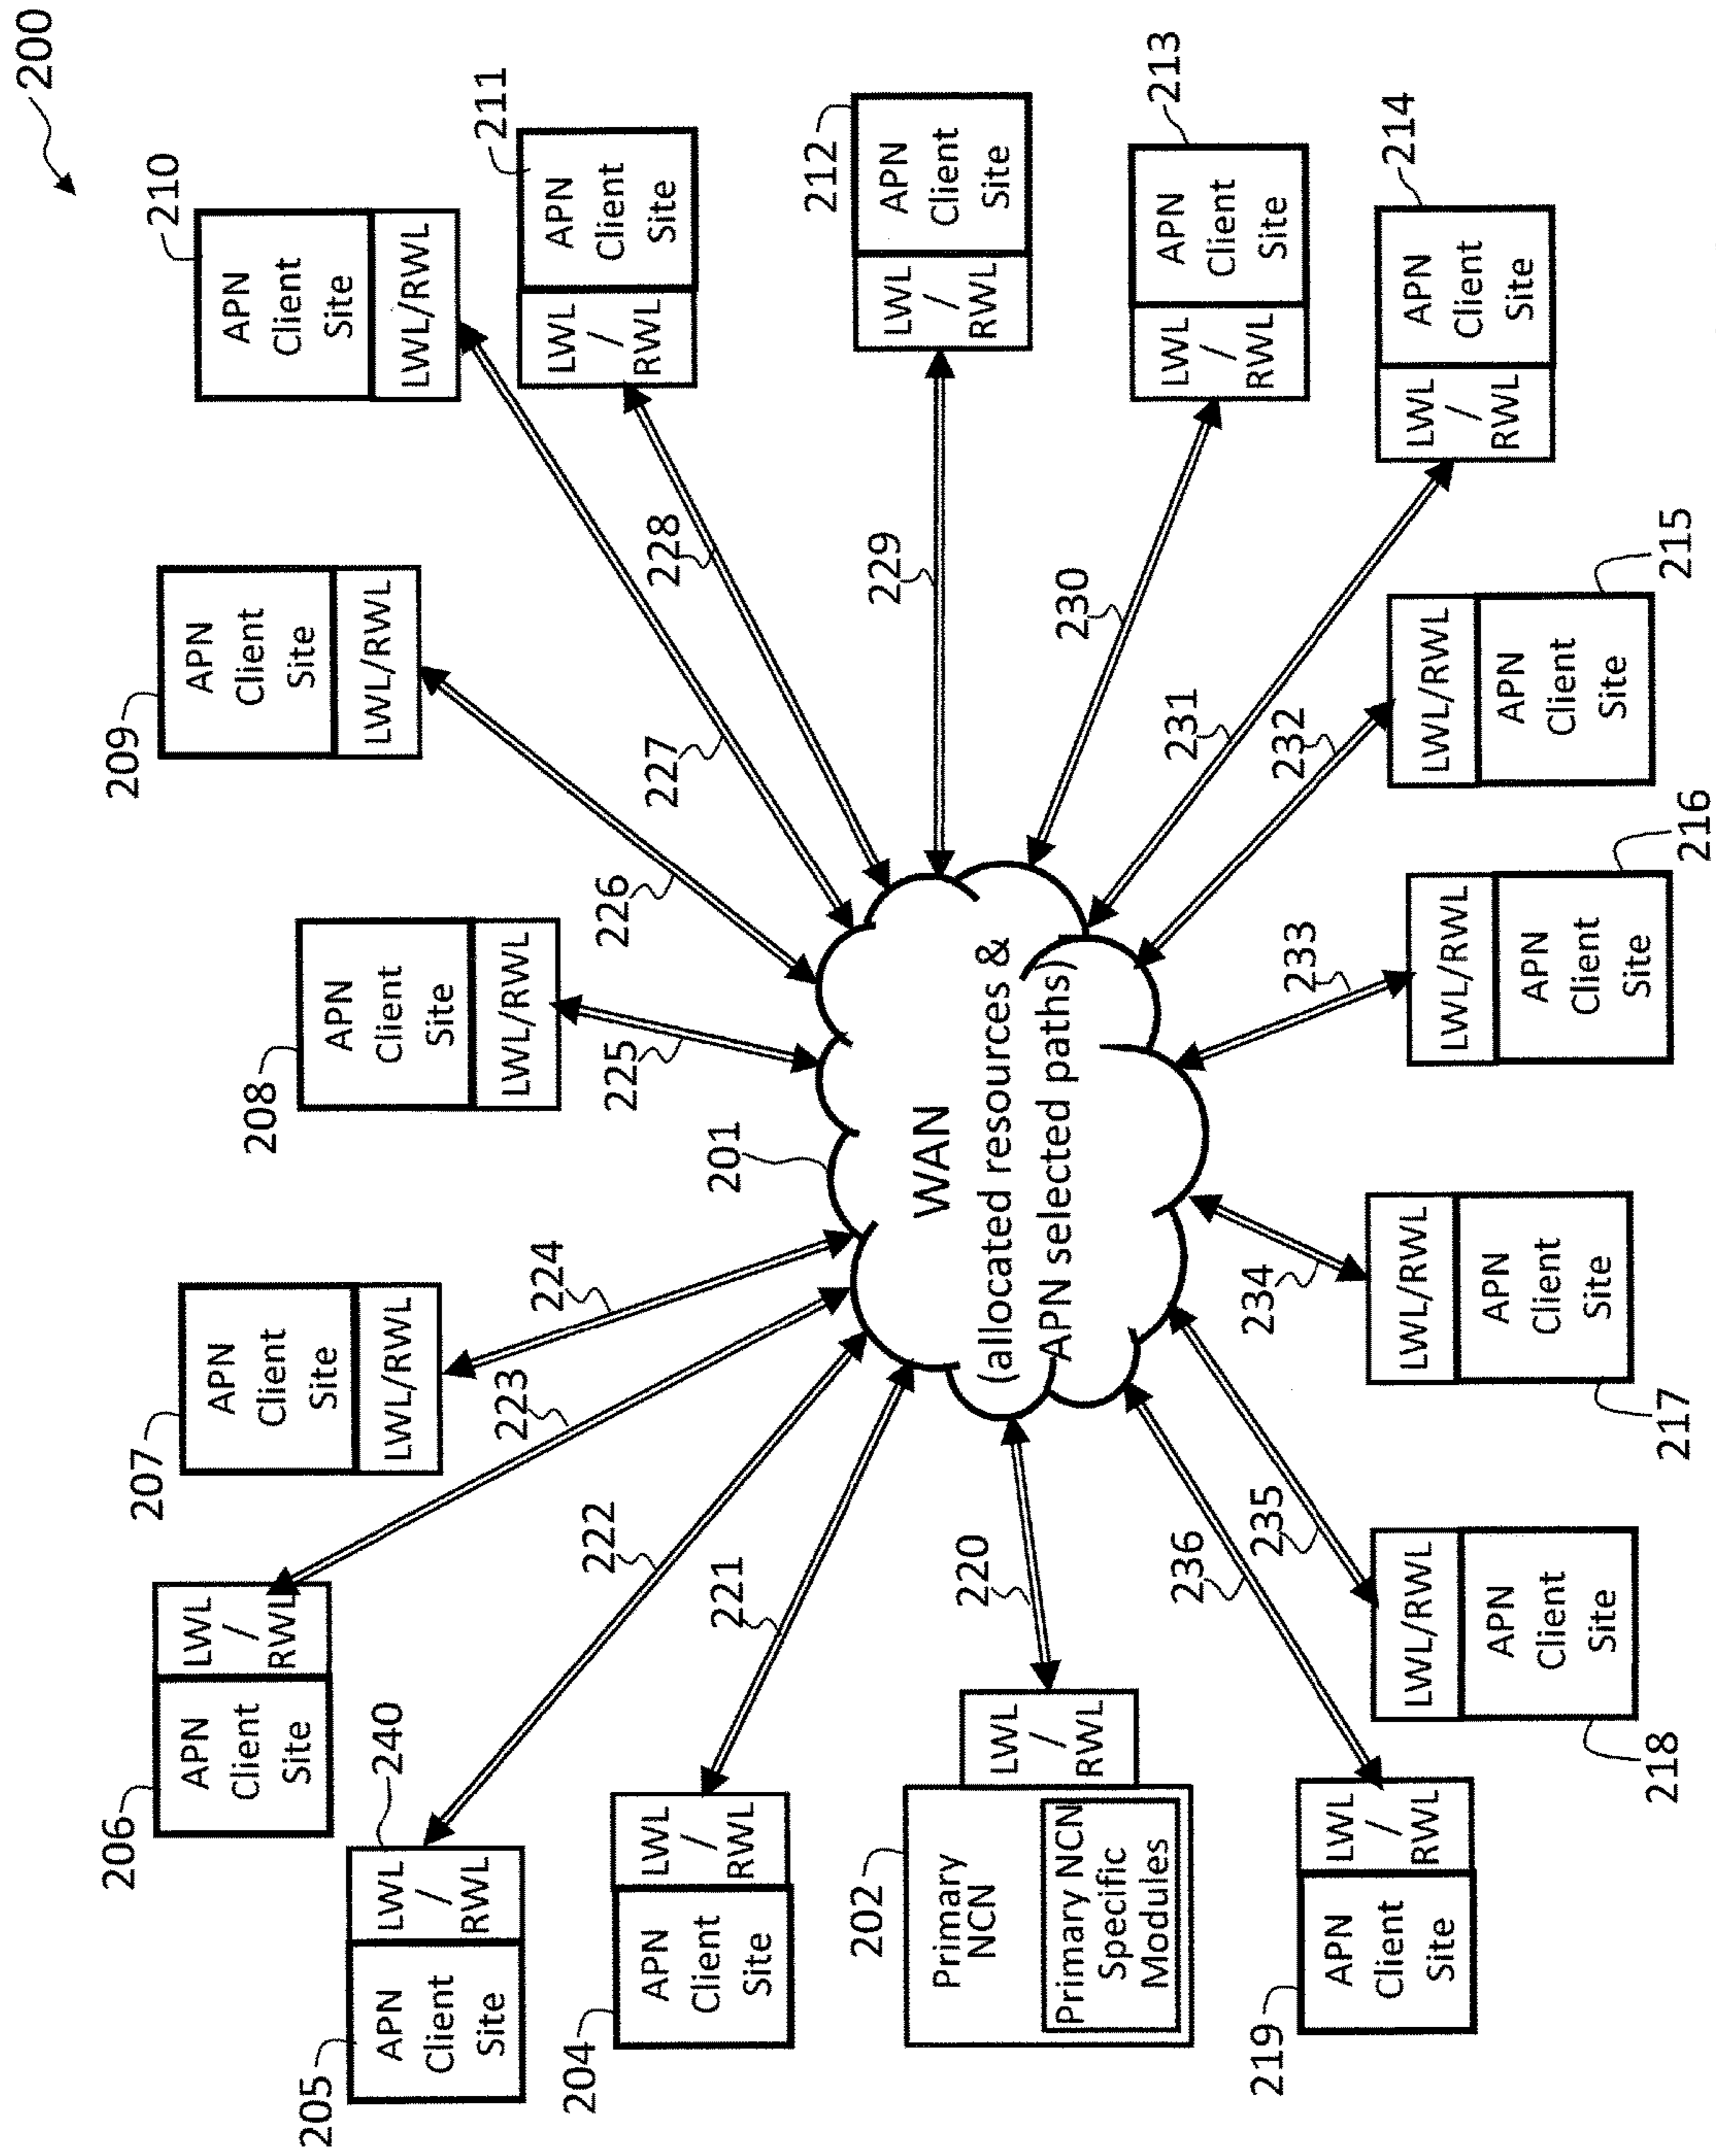 200
210
APN
Client
Site
LWL/RWL
211
APN
Client
Site
LWL
/
RWL
212
APN
Client
Site
LWL
/
RWL
213
APN
Client
Site
LWL
/
RWL
214
APN
Client
Site
LWL
/
RWL
209
APN
Client
Site
LWL/RWL
227
228
229
230
231
232
215
LWL/RWL
APN
Client
Site
208
APN
Client
Site
LWL/RWL
225
226
233
216
LWL/RWL
APN
Client
Site
201
WAN
(allocated resources &
APN selected paths)
207
APN
Client
Site
LWL/RWL
223
224
234
217
LWL/RWL
APN
Client
Site
206
APN
Client
Site
LWL
/
RWL
222
221
220
236
235
218
LWL/RWL
APN
Client
Site
205
APN
Client
Site
240
LWL
/
RWL
204
APN
Client
Site
LWL
/
RWL
202
Primary
NCN
Primary NCN
Specific
Modules
LWL
/
RWL
219
APN
Client
Site
LWL
/
RWL